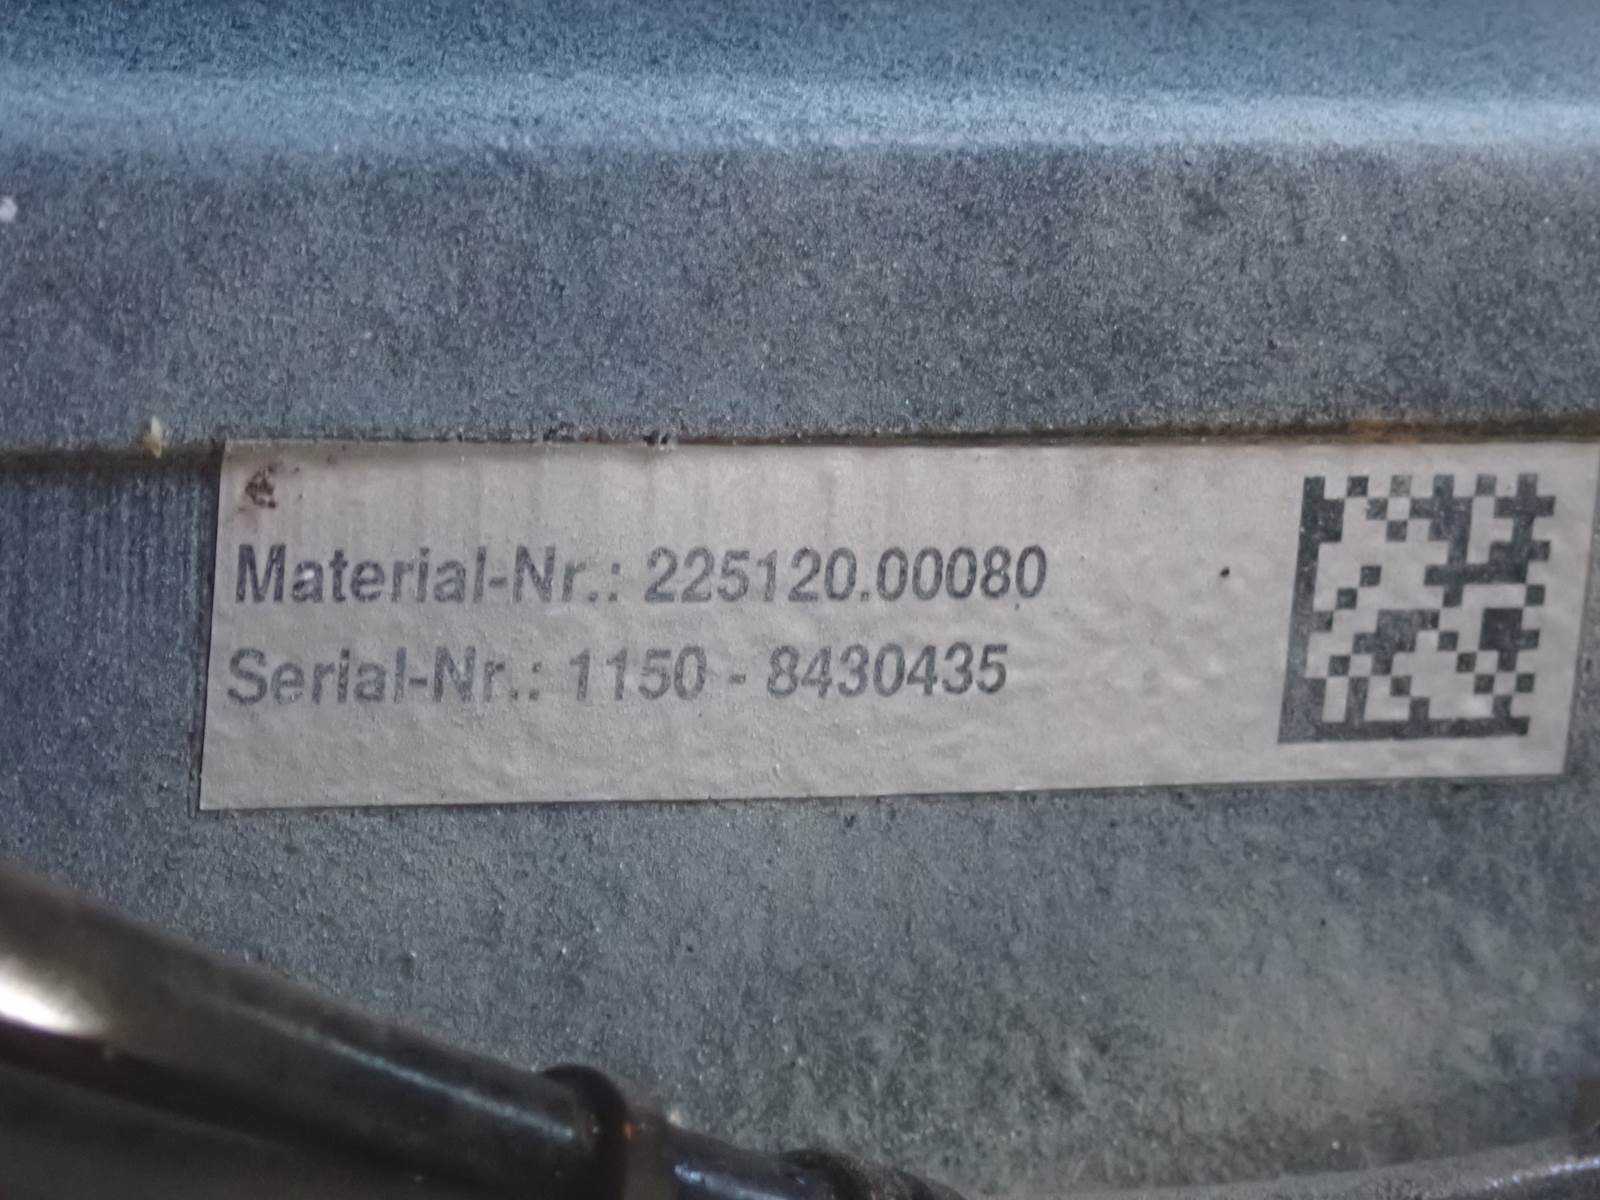 Material-Nr.: 225120.00080
Serial-Nr.: 1150 - 8430435